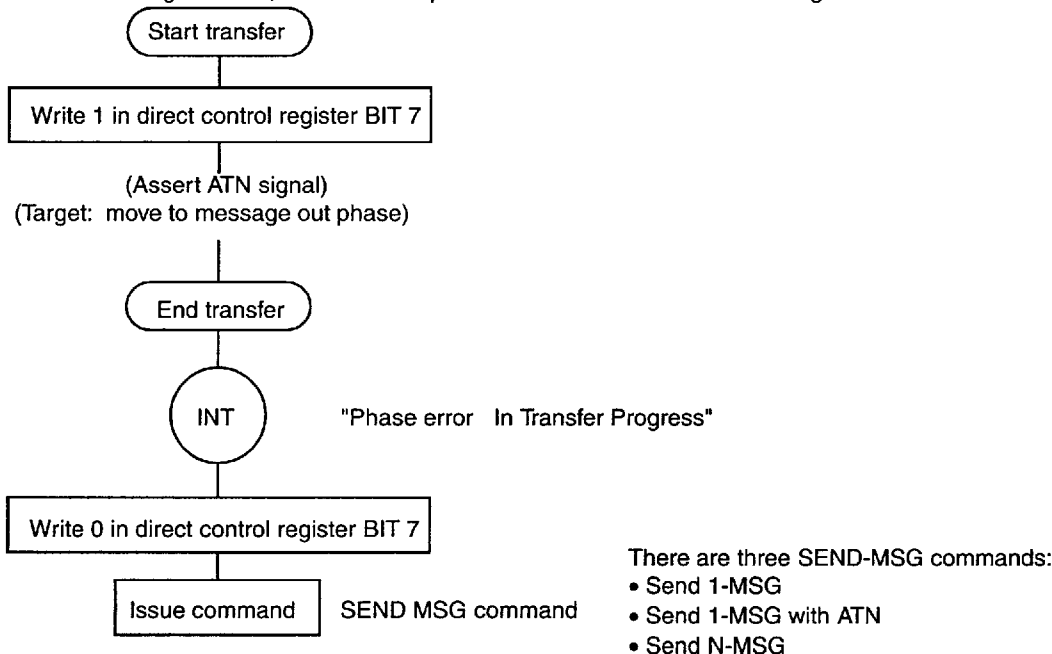 Start transfer
Write 1 in direct control register BIT 7
(Assert ATN signal)
(Target: move to message out phase)
End transfer
INT
"Phase error In Transfer Progress"
Write 0 in direct control register BIT 7
Issue command
SEND MSG command
There are three SEND-MSG commands:
• Send 1-MSG
• Send 1-MSG with ATN
• Send N-MSG